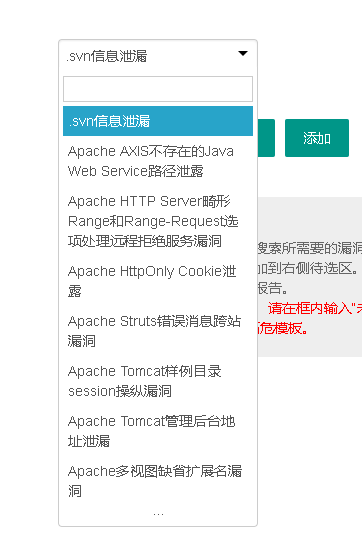 .svn信息泄漏
.svn信息泄漏
添加
Apache AXIS不存在的Java
Web Service路径泄露
Apache HTTP Server畸形
Range和Range-Request选
项处理远程拒绝服务漏洞
搜索所需要的漏洞
Apache HttpOnly Cookie泄
露
加到右侧待选区。
报告。
请在框内输入“
Apache Struts错误消息跨站
漏洞
危模板。
Apache Tomcat样例目录
session操纵漏洞
Apache Tomcat管理后台地
址泄漏
Apache多视图缺省扩展名漏
洞
...